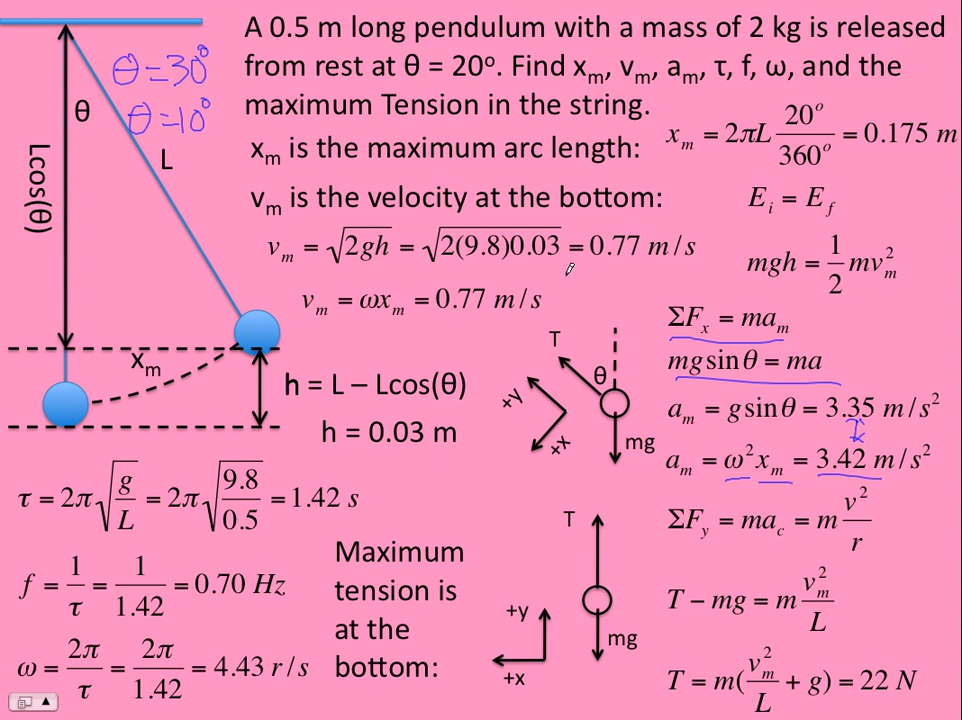 A 0.5 m long pendulum with a mass of 2 kg is released
from rest at θ = 20°. Find xₘ, vₘ, aₘ, τ, f, ω, and the
maximum Tension in the string.
θ=30°
θ=10°
θ
L
Lcos(θ)
xₘ
xₘ is the maximum arc length: xₘ = 2πL 20°/360° = 0.175 m
vₘ is the velocity at the bottom: Eᵢ = E_f
vₘ = √(2gh) = √(2(9.8)0.03) = 0.77 m/s
mgh = 1/2 mvₘ²
vₘ = ωxₘ = 0.77 m/s
h = L – Lcos(θ)
h = 0.03 m
T
θ
+y
+x
mg
ΣFₓ = maₘ
mg sinθ = ma
aₘ = g sinθ = 3.35 m/s²
aₘ = ω²xₘ = 3.42 m/s²
τ = 2π√(g/L) = 2π√(9.8/0.5) = 1.42 s
f = 1/τ = 1/1.42 = 0.70 Hz
ω = 2π/τ = 2π/1.42 = 4.43 r/s
Maximum
tension is
at the
bottom:
T
+y
+x
mg
ΣF_y = ma_c = m v²/r
T − mg = m vₘ²/L
T = m(vₘ²/L + g) = 22 N